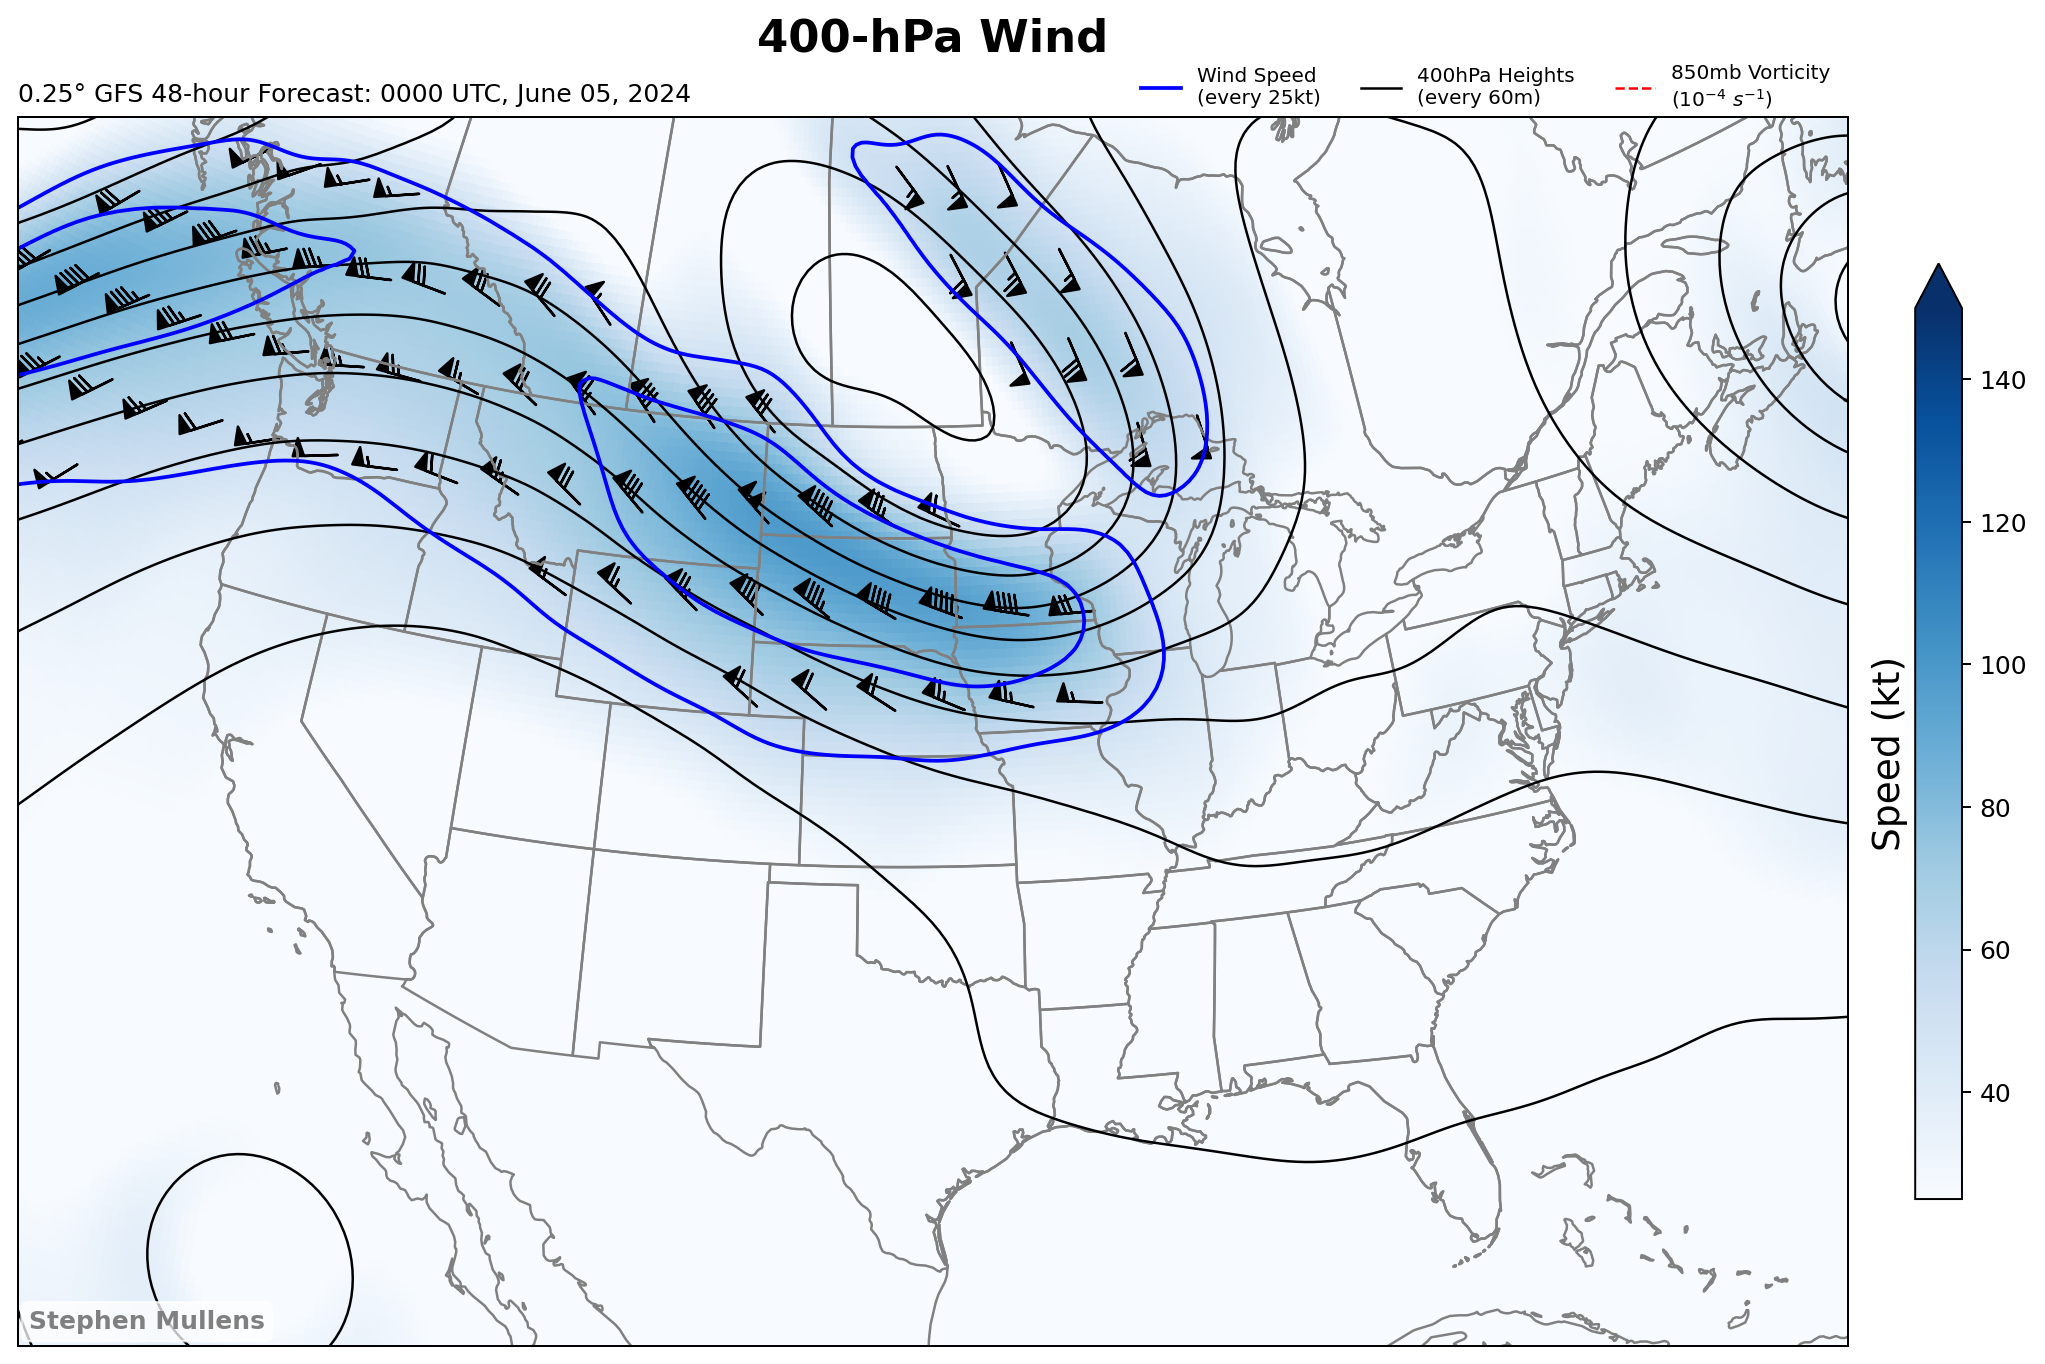 400-hPa Wind
0.25° GFS 48-hour Forecast: 0000 UTC, June 05, 2024
Wind Speed
(every 25kt)
400hPa Heights
(every 60m)
850mb Vorticity
(10⁻⁴ s⁻¹)
140
120
100
80
60
40
Speed (kt)
Stephen Mullens